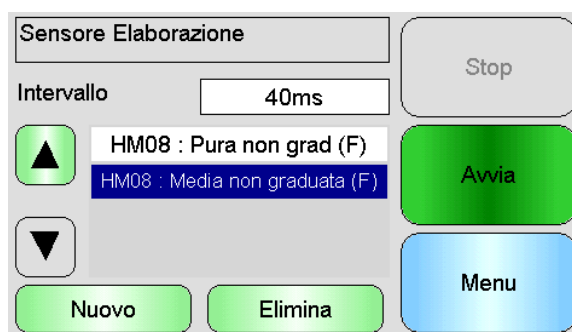 Sensore Elaborazione
Stop
Intervallo
40ms
HM08 : Pura non grad (F)
HM08 : Media non graduata (F)
Avvia
Menu
Nuovo
Elimina